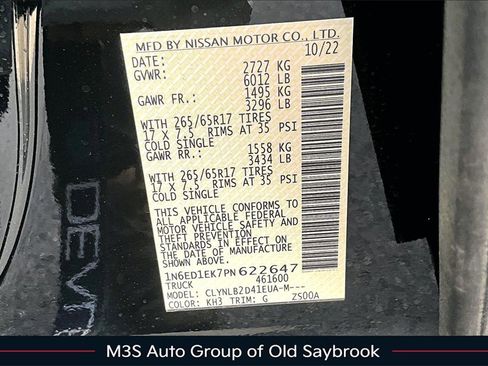 MFD BY NISSAN MOTOR CO., LTD.
DATE: 10/22
GVWR: 2727 KG
6012 LB
GAWR FR.: 1495 KG
3296 LB
WITH 265/65R17 TIRES
17 X 7.5 RIMS AT 35 PSI
COLD SINGLE
GAWR RR.: 1558 KG
3434 LB
WITH 265/65R17 TIRES
17 X 7.5 RIMS AT 35 PSI
COLD SINGLE
THIS VEHICLE CONFORMS TO
ALL APPLICABLE FEDERAL
MOTOR VEHICLE SAFETY AND
THEFT PREVENTION
STANDARDS IN EFFECT ON
THE DATE OF MANUFACTURE
SHOWN ABOVE.
1N6ED1EK7PN622647
TRUCK 461600
MODEL: CLYNLB2D41EUA-M---
COLOR: KH3 TRIM: G ZS00A
M3S Auto Group of Old Saybrook